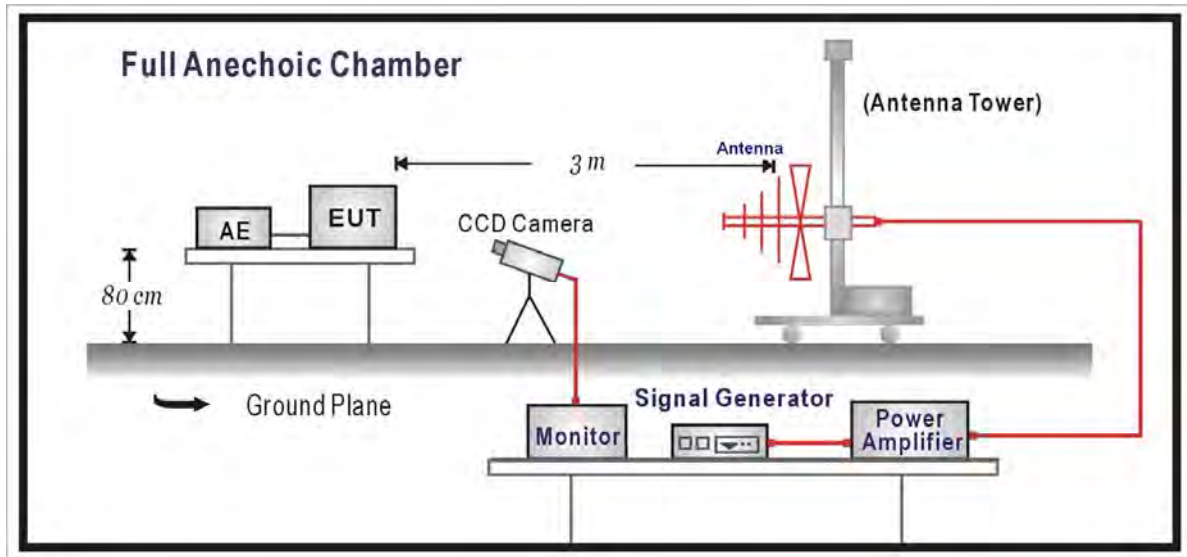 Full Anechoic Chamber
(Antenna Tower)
Antenna
3 m
CCD Camera
AE
EUT
80 cm
Ground Plane
Signal Generator
Monitor
Power
Amplifier